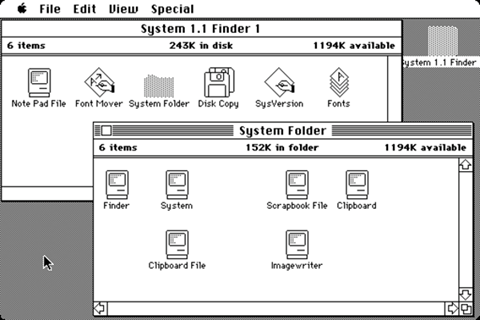 File Edit View Special
System 1.1 Finder 1
6 items 243K in disk 1194K available
Note Pad File Font Mover System Folder Disk Copy SysVersion Fonts
System 1.1 Finder
System Folder
6 items 152K in folder 1194K available
Finder System Scrapbook File Clipboard
Clipboard File Imagewriter